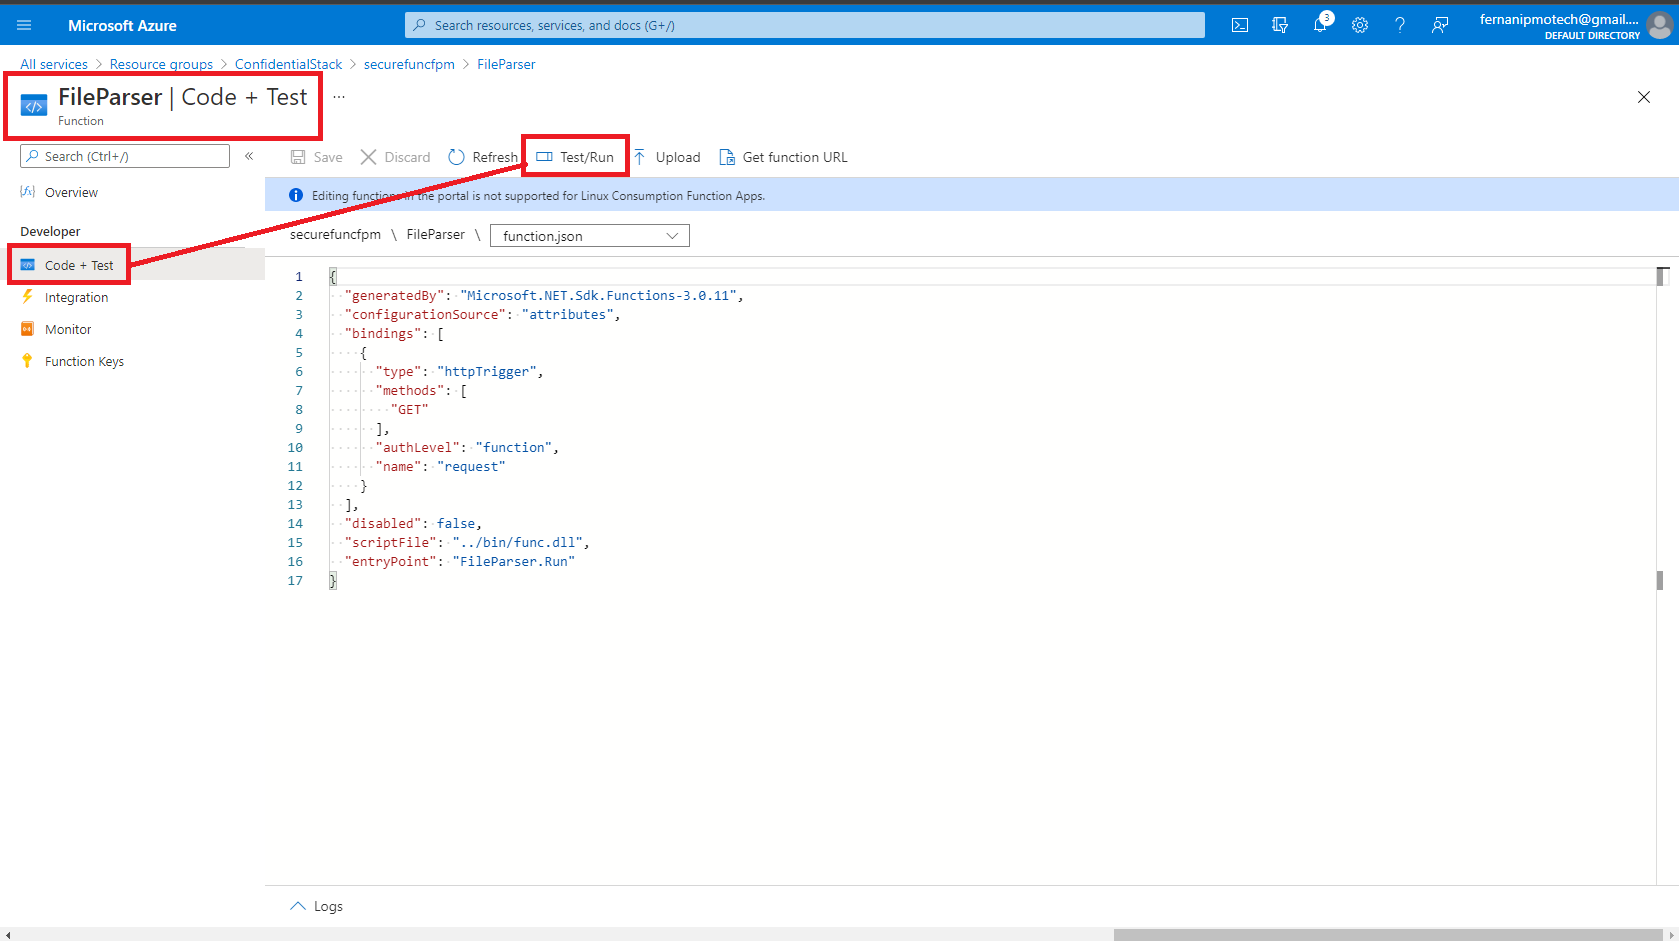 Microsoft Azure
Search resources, services, and docs (G+/)
3
fernanipmotech@gmail....
DEFAULT DIRECTORY
All services > Resource groups > ConfidentialStack > securefuncfpm > FileParser
FileParser | Code + Test ...
Function
Search (Ctrl+/) «
Save Discard Refresh Test/Run Upload Get function URL
Overview
Editing functions in the portal is not supported for Linux Consumption Function Apps.
Developer
securefuncfpm \ FileParser \ function.json
Code + Test
Integration
Monitor
Function Keys
1 {
2 "generatedBy": "Microsoft.NET.Sdk.Functions-3.0.11",
3 "configurationSource": "attributes",
4 "bindings": [
5 {
6 "type": "httpTrigger",
7 "methods": [
8 "GET"
9 ],
10 "authLevel": "function",
11 "name": "request"
12 }
13 ],
14 "disabled": false,
15 "scriptFile": "../bin/func.dll",
16 "entryPoint": "FileParser.Run"
17 }
Logs